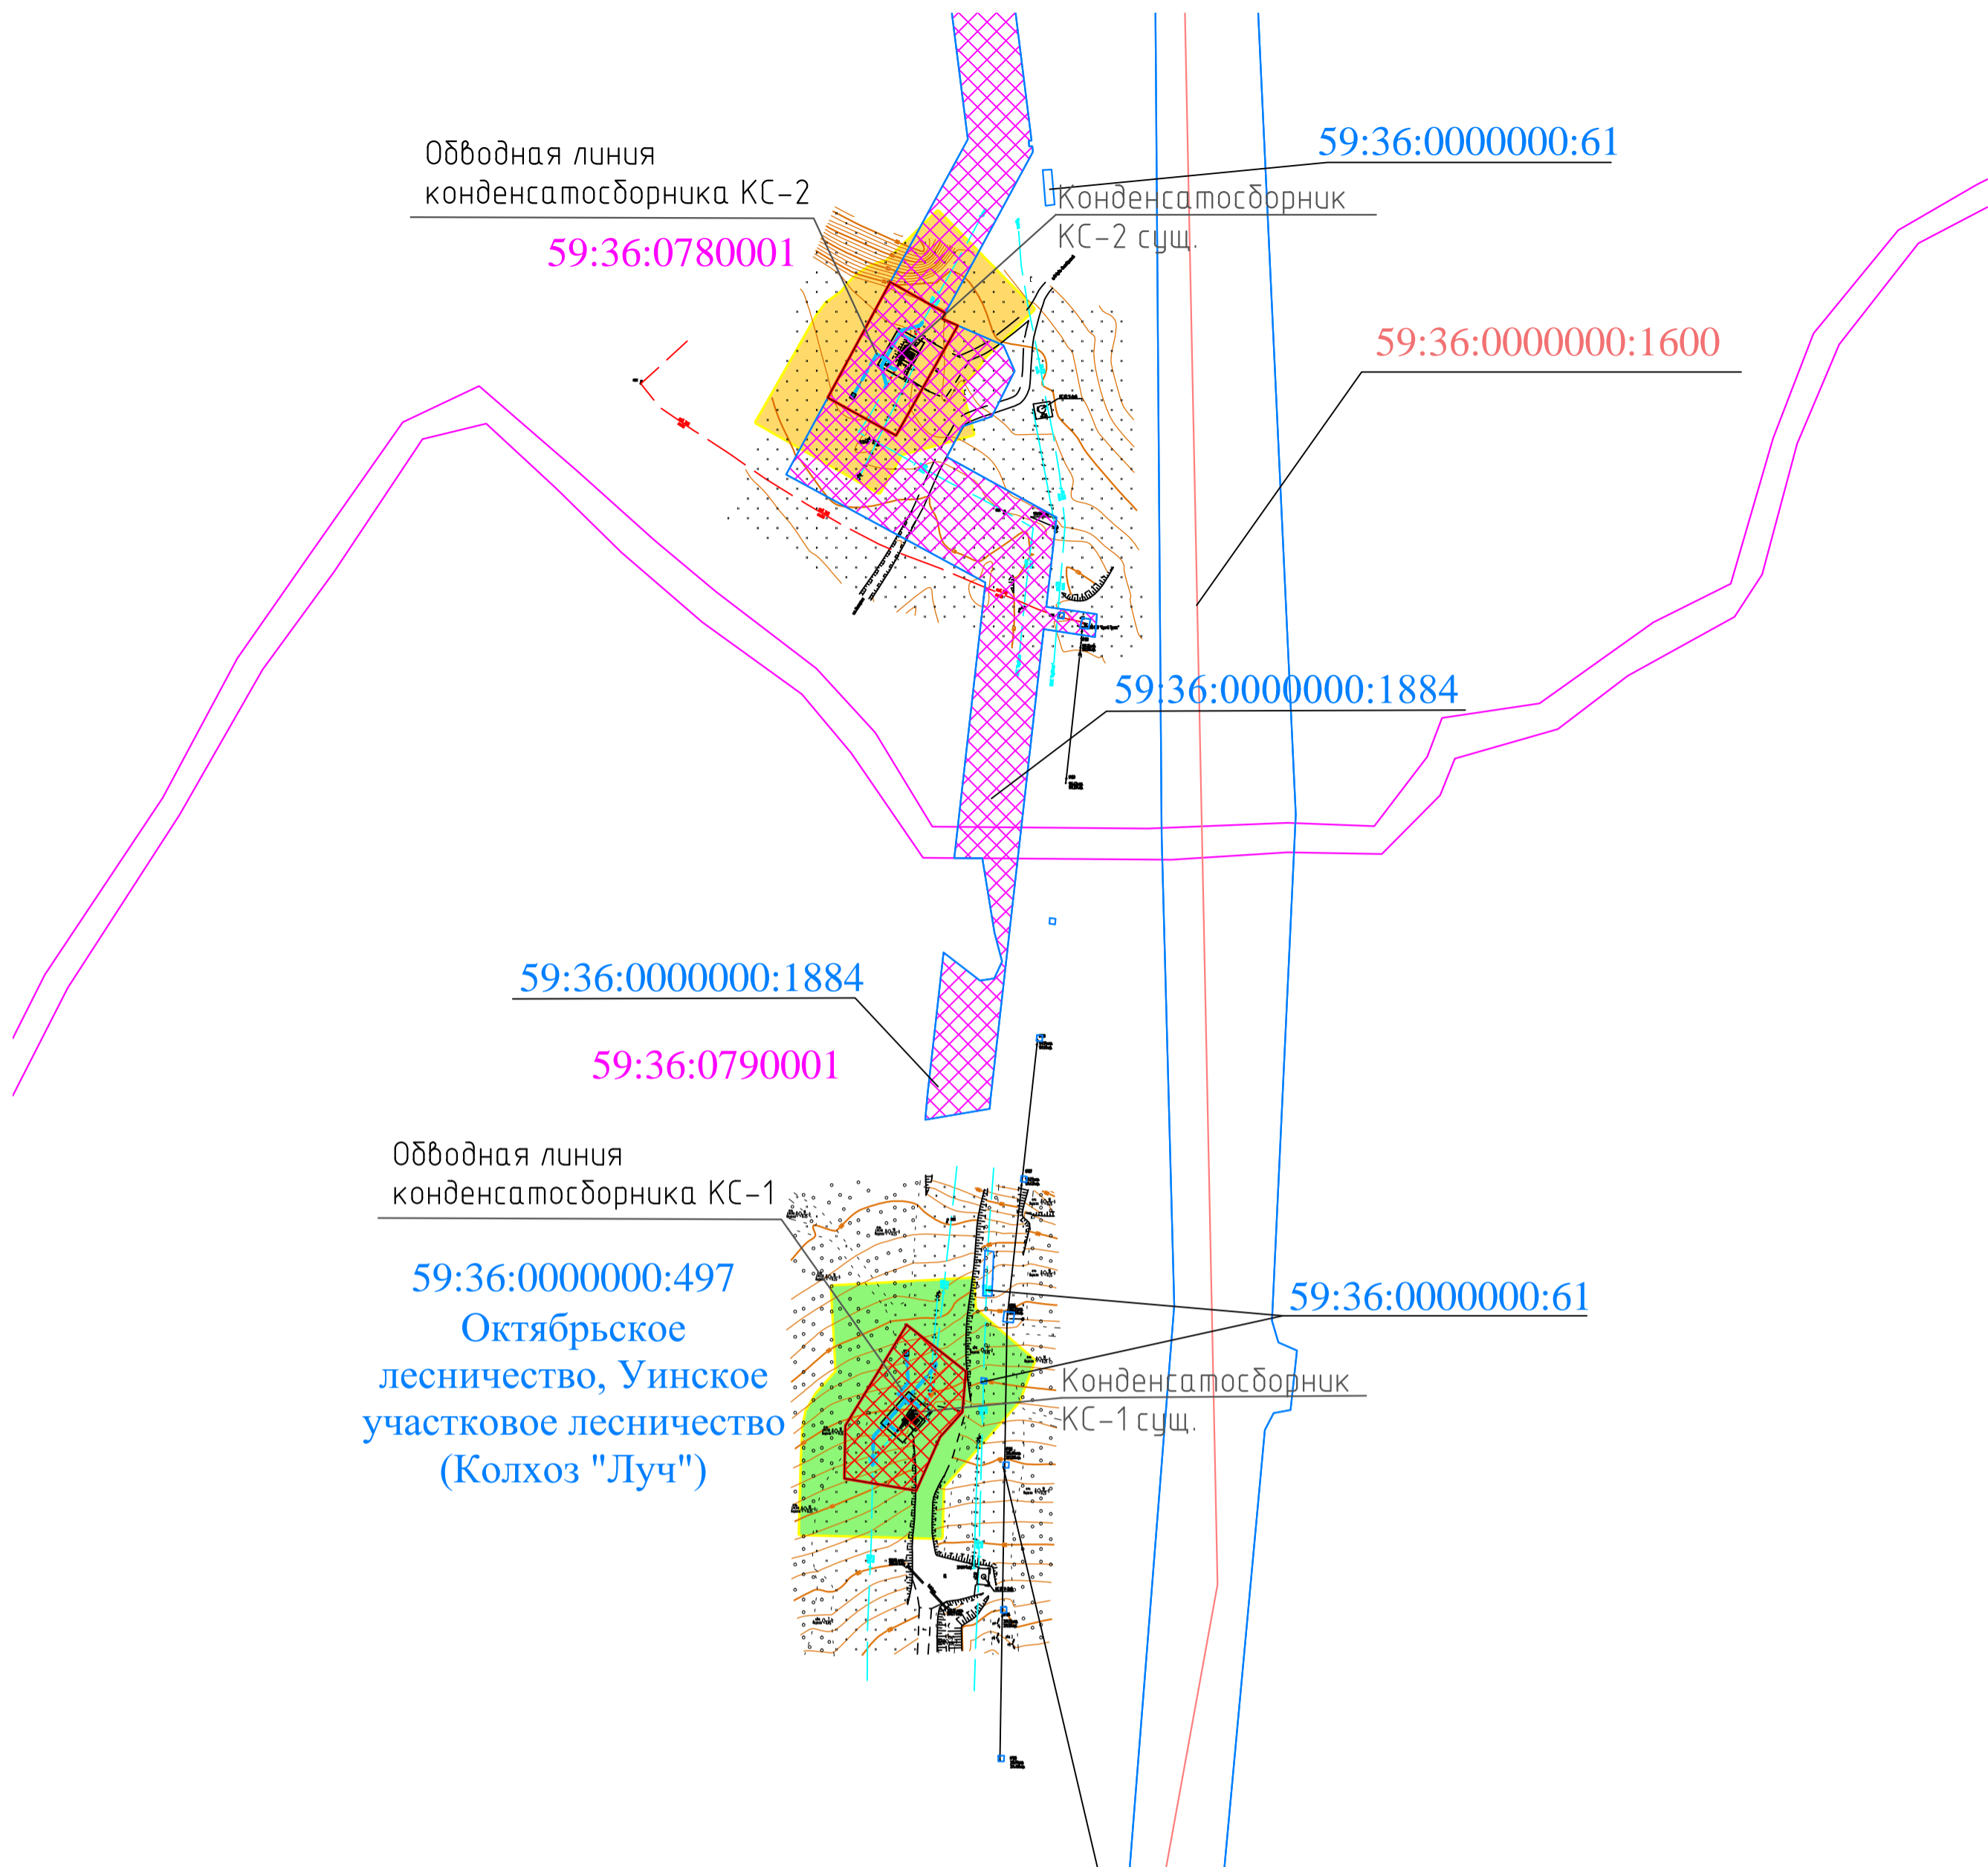 59:36:0000000:61
Обводная линия
конденсатосборника КС-2
Конденсатосборник
КС-2 сущ.
59:36:0780001
59:36:0000000:1600
59:36:0000000:1884
59:36:0000000:1884
59:36:0790001
Обводная линия
конденсатосборника КС-1
59:36:0000000:497
Октябрьское
лесничество, Уинское
участковое лесничество
(Колхоз "Луч")
59:36:0000000:61
Конденсатосборник
КС-1 сущ.